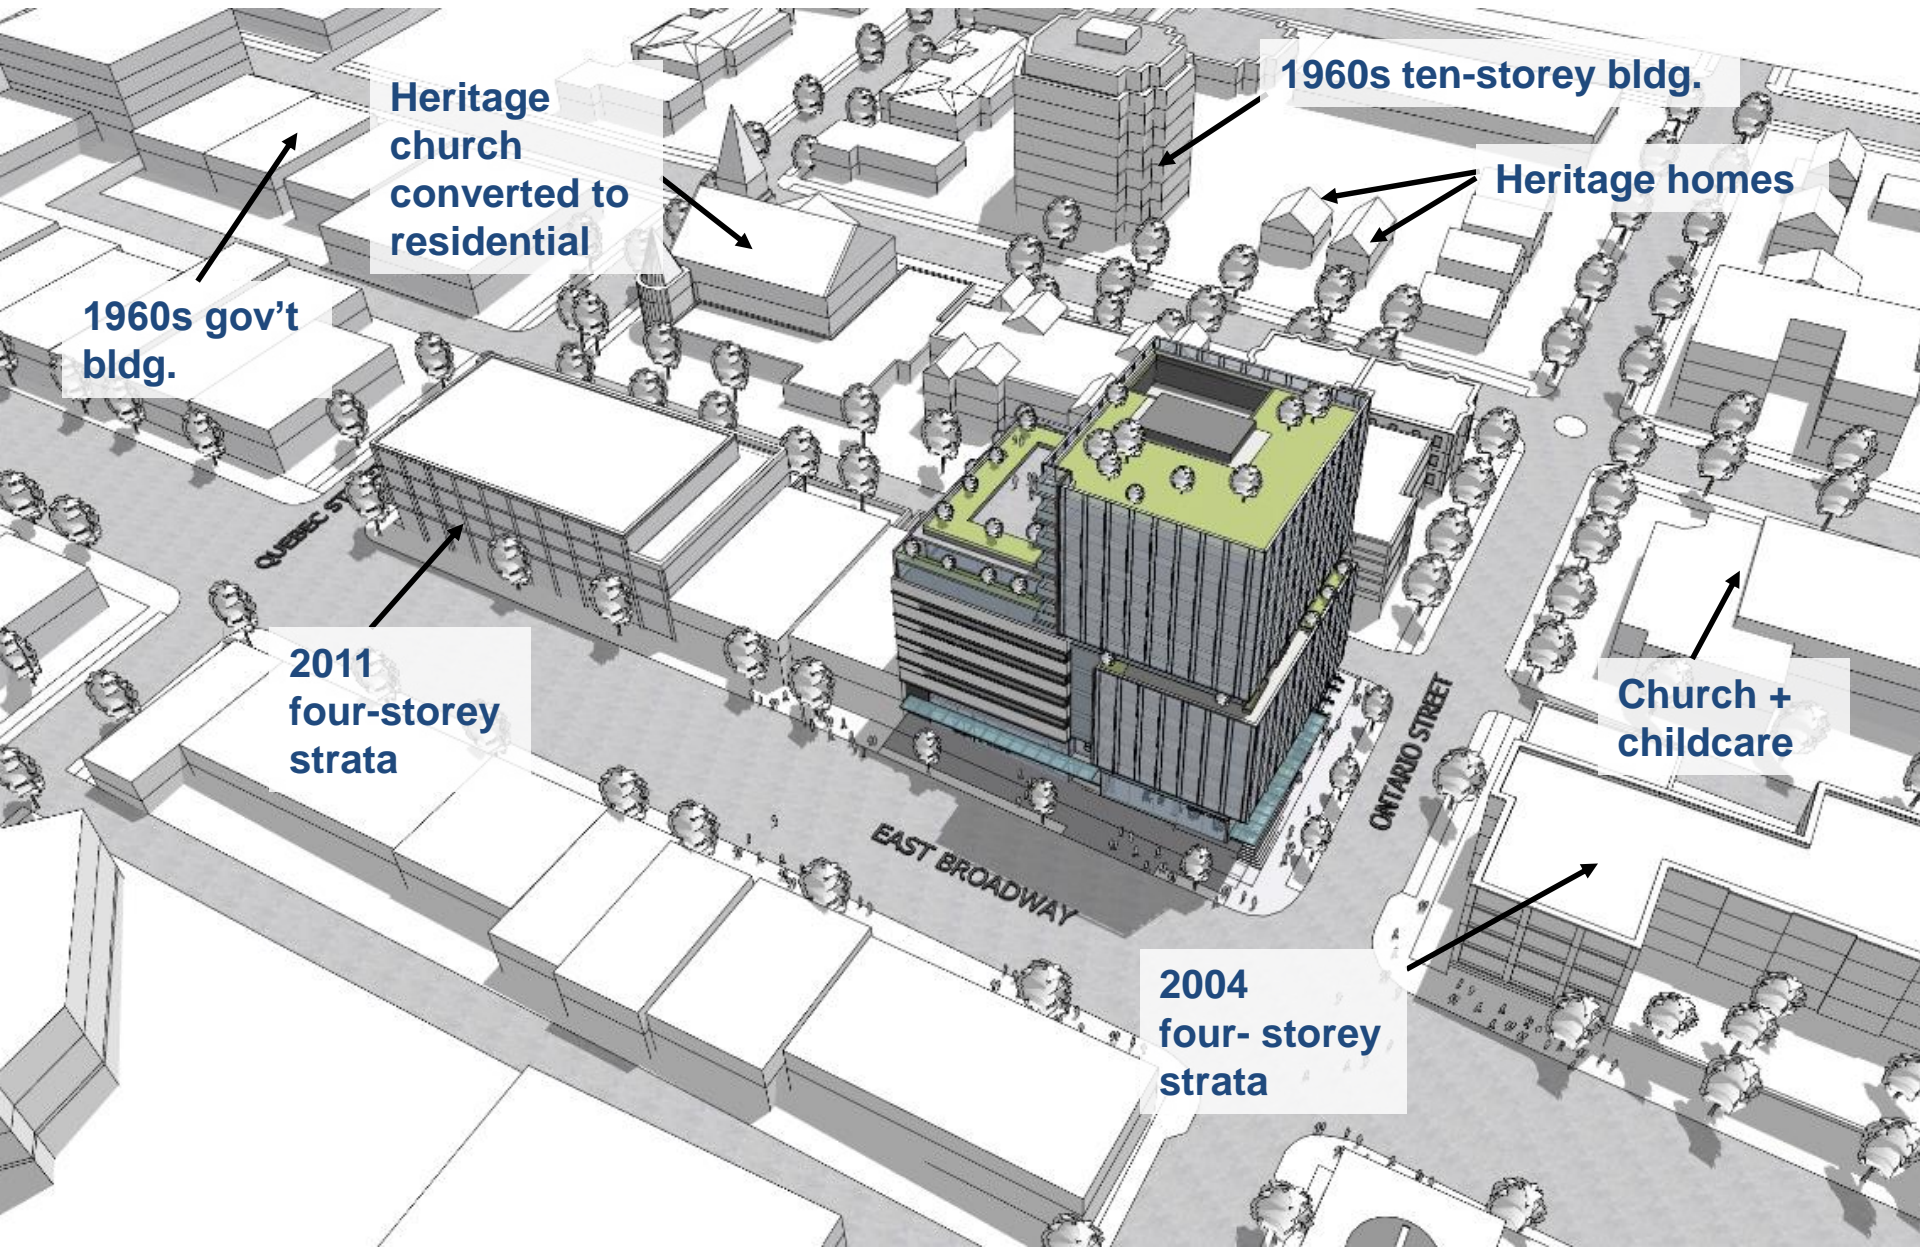 1960s ten-storey bldg.
Heritage
church
converted to
residential
Heritage homes
1960s gov't
bldg.
QUEBEC ST
2011
four-storey
strata
Church +
childcare
ONTARIO STREET
EAST BROADWAY
2004
four- storey
strata